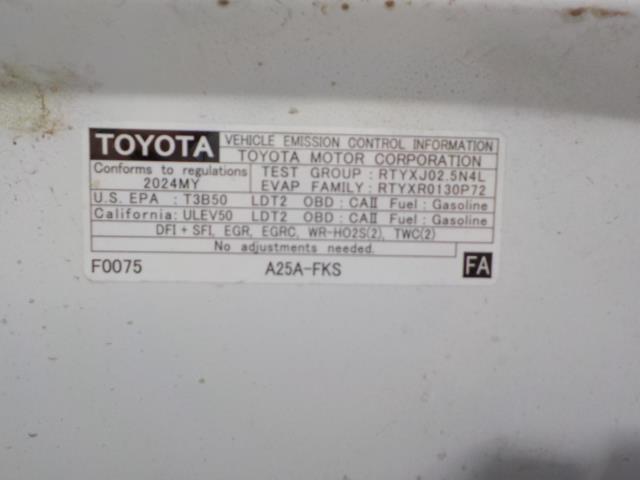 TOYOTA VEHICLE EMISSION CONTROL INFORMATION
TOYOTA MOTOR CORPORATION
Conforms to regulations TEST GROUP : RTYXJ02.5N4L
2024MY EVAP FAMILY : RTYXR0130P72
U.S. EPA : T3B50 LDT2 OBD : CAⅡ Fuel : Gasoline
California: ULEV50 LDT2 OBD : CAⅡ Fuel : Gasoline
DFI + SFI, EGR, EGRC, WR-HO2S(2), TWC(2)
No adjustments needed.
F0075 A25A-FKS FA